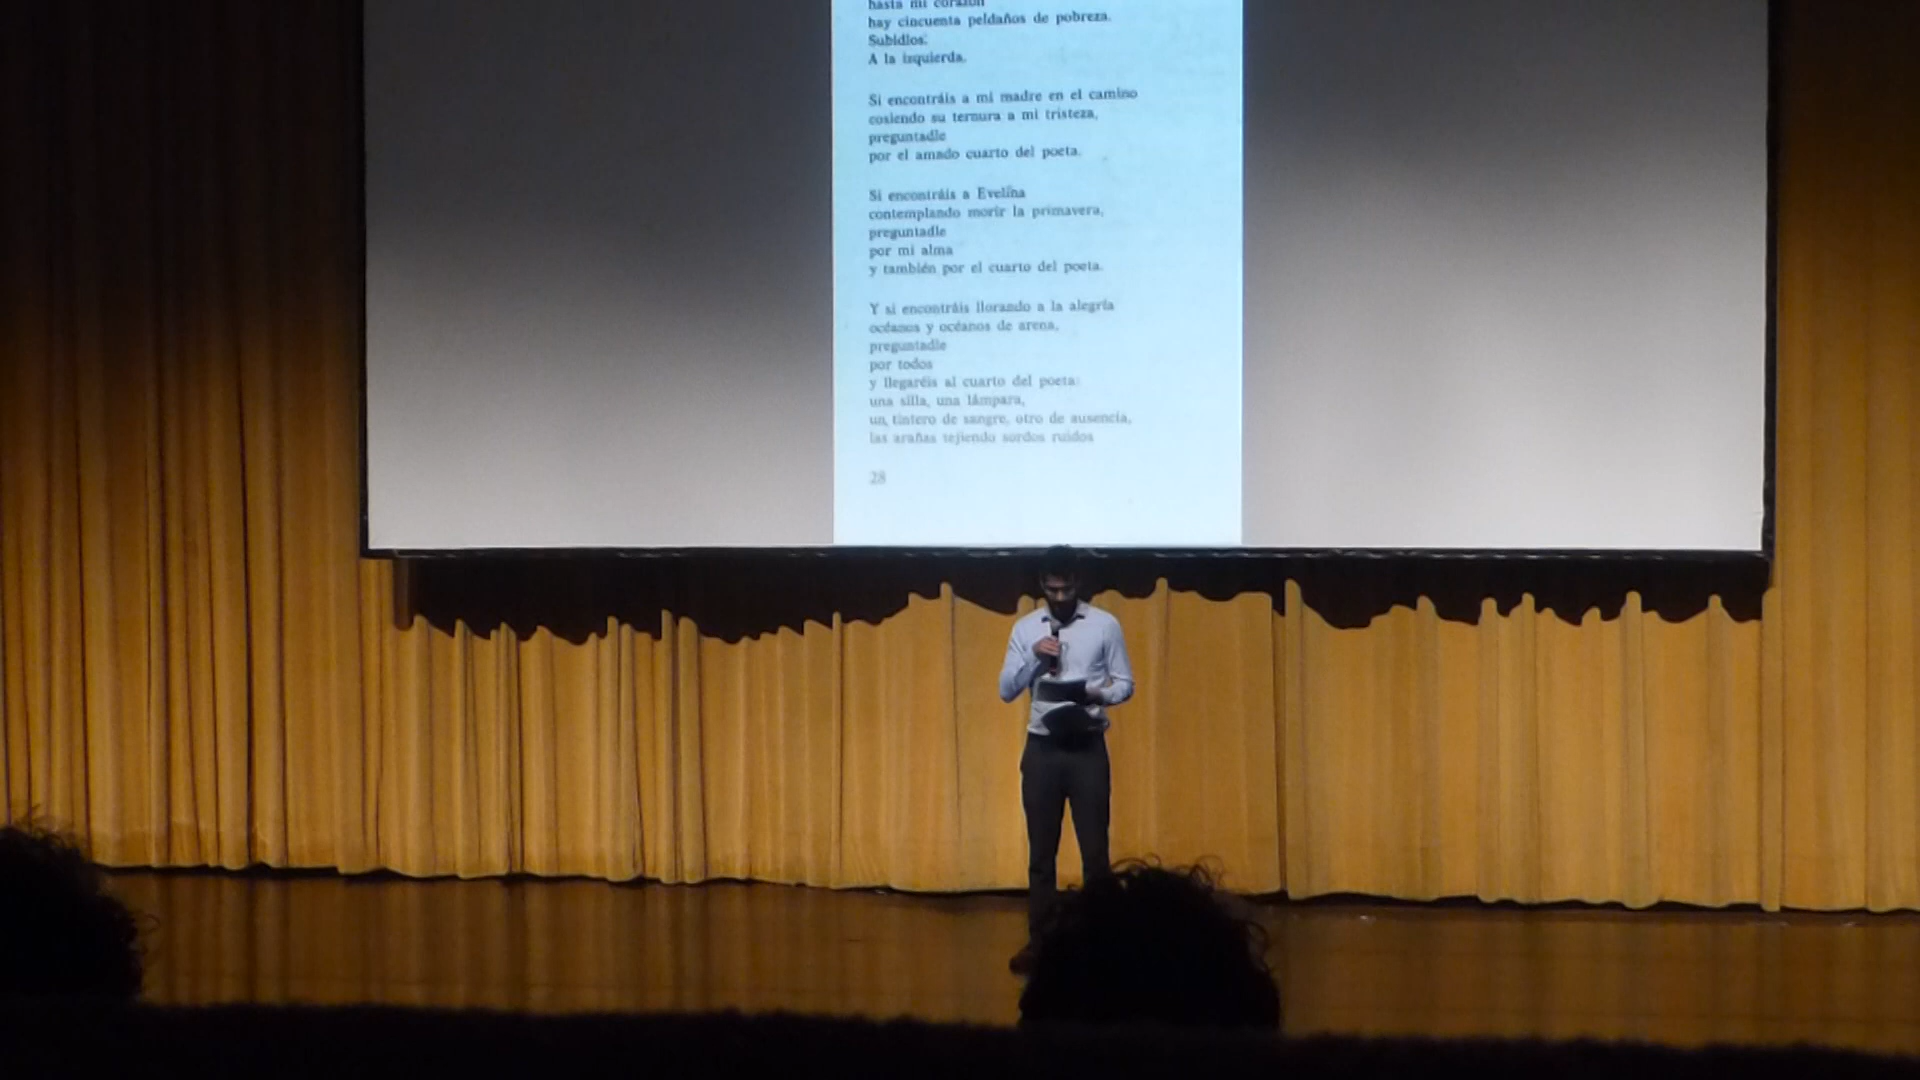 hasta mi corazón
hay cincuenta peldaños de pobreza.
Subidlos.
A la izquierda.
Si encontráis a mi madre en el camino
cosiendo su ternura a mi tristeza,
preguntadle
por el amado cuarto del poeta.
Si encontráis a Evelina
contemplando morir la primavera,
preguntadle
por mi alma
y también por el cuarto del poeta.
Y si encontráis llorando a la alegría
océanos y océanos de arena,
preguntadle
por todos
y llegaréis al cuarto del poeta:
una silla, una lámpara,
un tintero de sangre, otro de ausencia,
las arañas tejiendo sordos ruidos
28